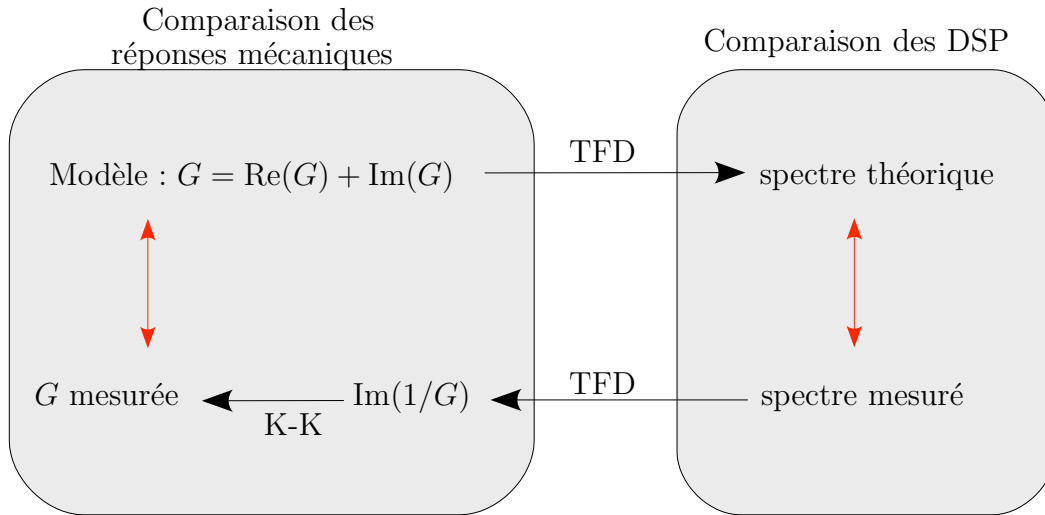 Comparaison des
réponses mécaniques
Comparaison des DSP
Modèle : G = Re(G) + Im(G)
TFD
spectre théorique
G mesurée
K-K
Im(1/G)
TFD
spectre mesuré